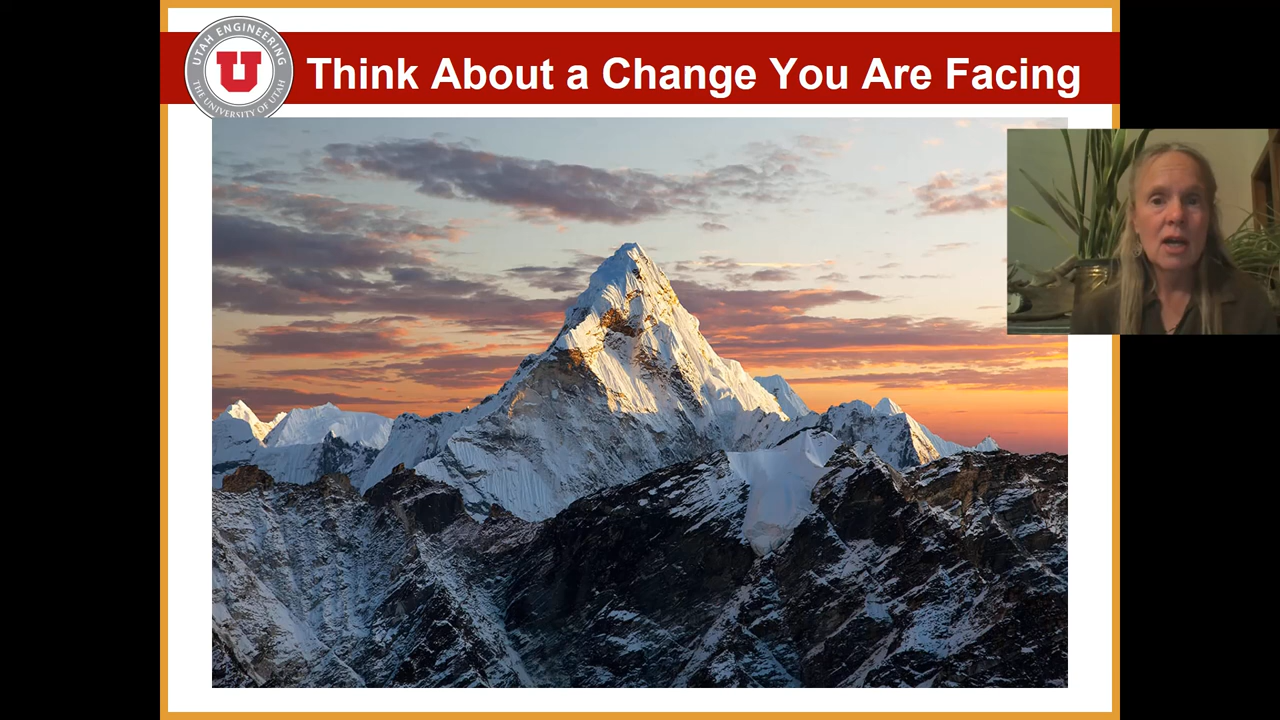 UTAH ENGINEERING
U
THE UNIVERSITY OF UTAH
Think About a Change You Are Facing